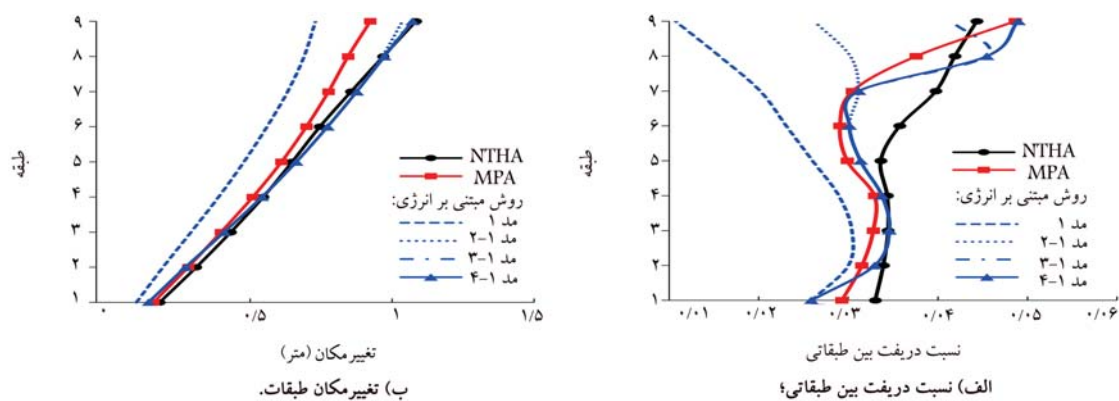 ۹
۸
۷
۶
۵
۴
۳
۲
۱
طبقه
NTHA
MPA
روش مبتنی بر انرژی:
مد ۱
مد ۱-۲
مد ۱-۳
مد ۱-۴
۰/۰۱ ۰/۰۲ ۰/۰۳ ۰/۰۴ ۰/۰۵ ۰/۰۶
نسبت دریفت بین طبقاتی
الف) نسبت دریفت بین طبقاتی؛
۹
۸
۷
۶
۵
۴
۳
۲
۱
طبقه
NTHA
MPA
روش مبتنی بر انرژی:
مد ۱
مد ۱-۲
مد ۱-۳
مد ۱-۴
۰ ۰/۵ ۱ ۱/۵
تغییرمکان (متر)
ب) تغییرمکان طبقات.